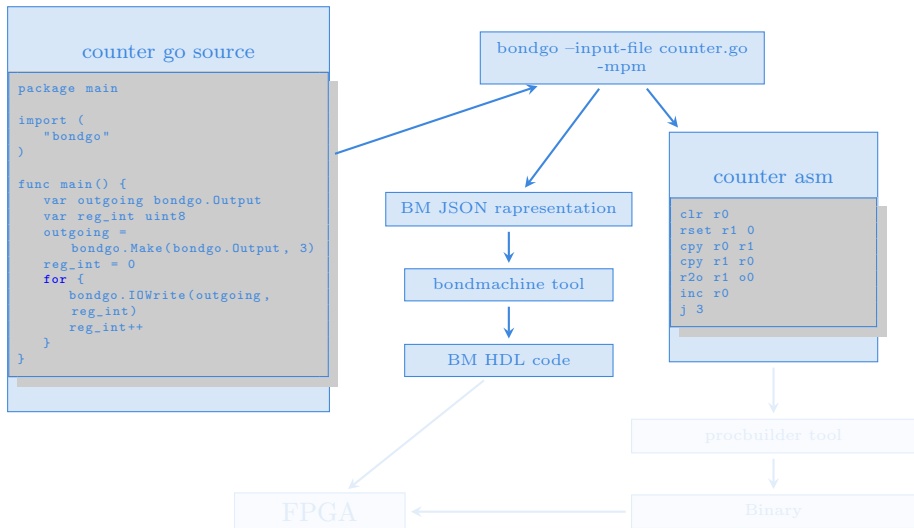 counter go source
package main
import (
"bondgo"
)
func main() {
var outgoing bondgo.Output
var reg_int uint8
outgoing =
bondgo.Make(bondgo.Output, 3)
reg_int = 0
for {
bondgo.IOWrite(outgoing,
reg_int)
reg_int++
}
}
bondgo –input-file counter.go
-mpm
BM JSON rapresentation
bondmachine tool
BM HDL code
counter asm
clr r0
rset r1 0
cpy r0 r1
cpy r1 r0
r2o r1 o0
inc r0
j 3
procbuilder tool
Binary
FPGA